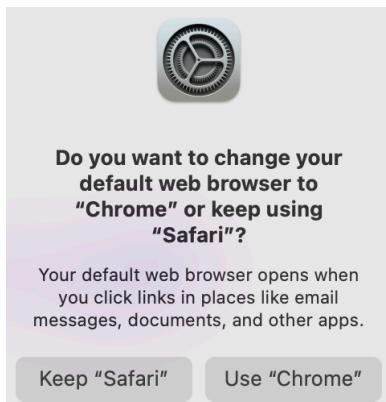 Do you want to change your
default web browser to
“Chrome” or keep using
“Safari”?
Your default web browser opens when
you click links in places like email
messages, documents, and other apps.
Keep “Safari”
Use “Chrome”